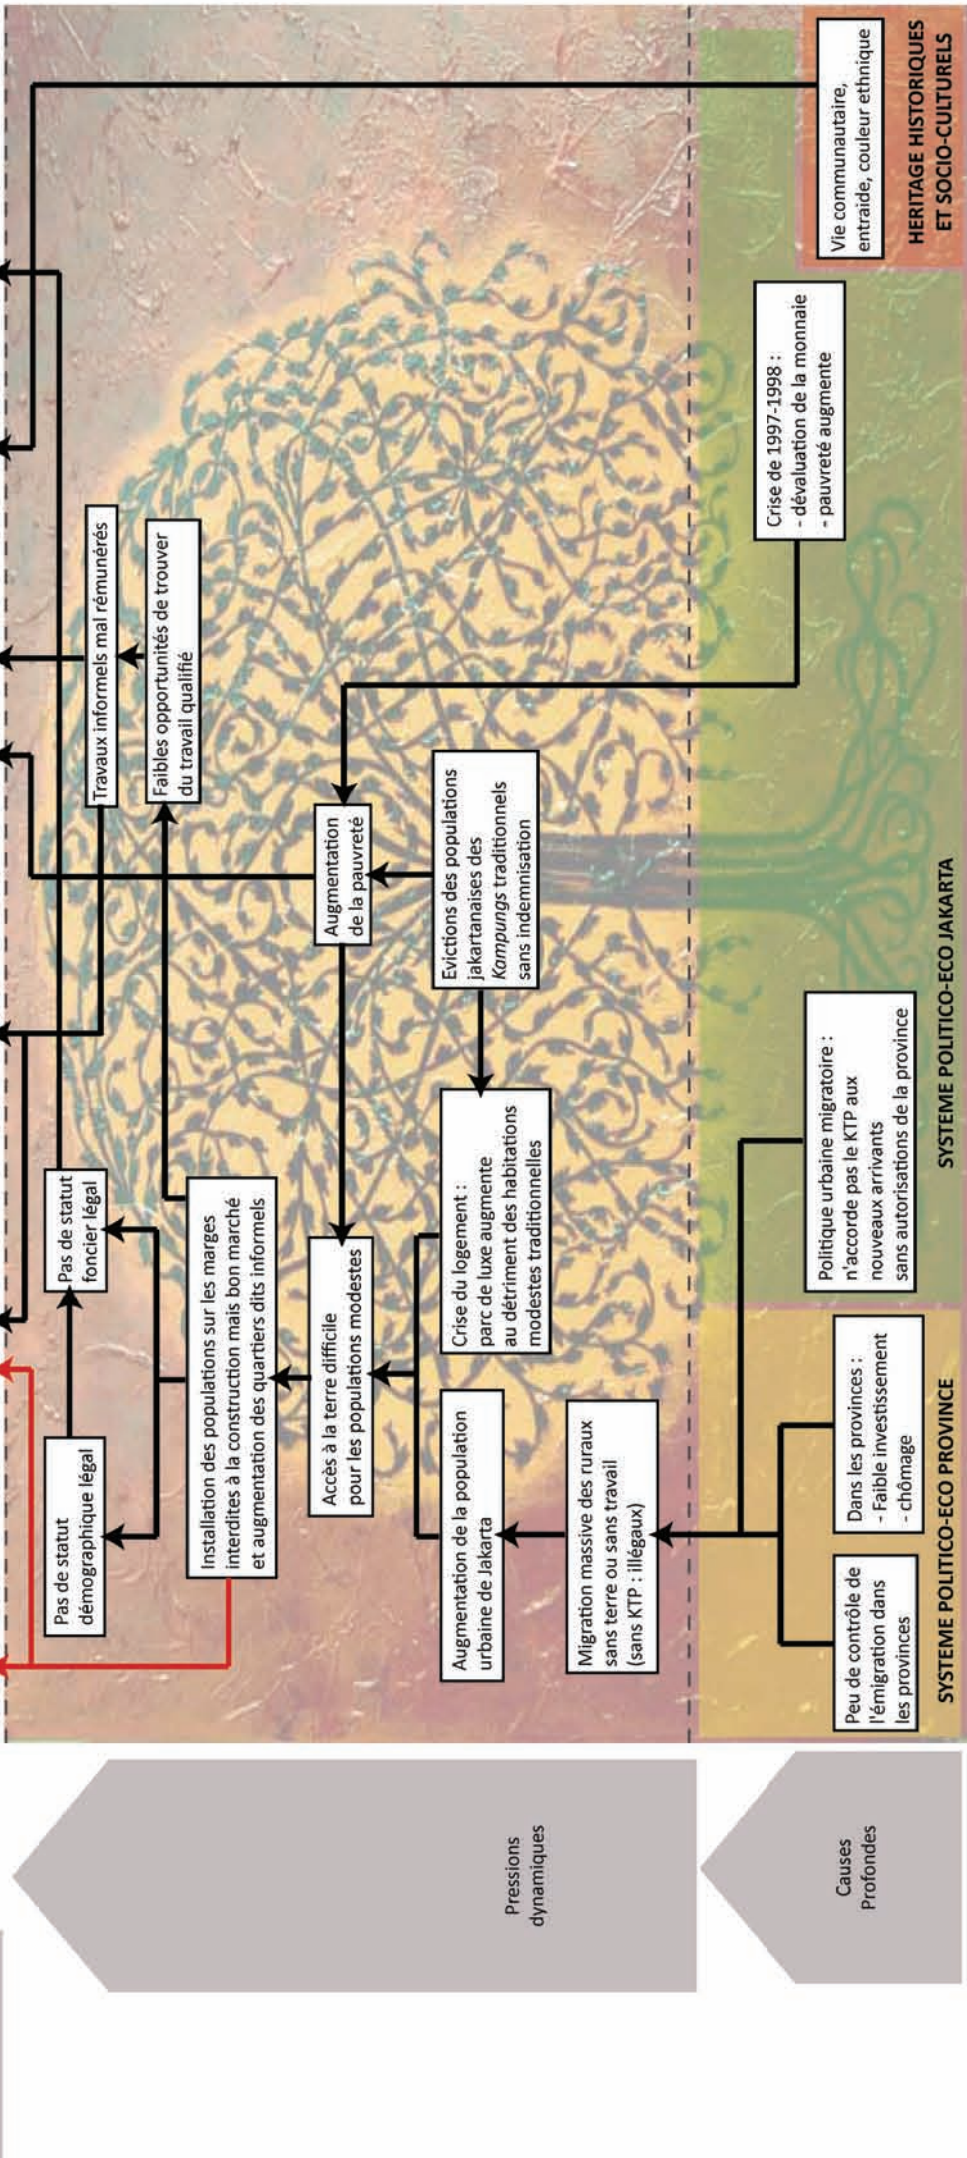 Pas de statut
démographique légal
Pas de statut
foncier légal
Travaux informels mal rémunérés
Faibles opportunités de trouver
du travail qualifié
Installation des populations sur les marges
interdites à la construction mais bon marché
et augmentation des quartiers dits informels
Accès à la terre difficile
pour les populations modestes
Augmentation
de la pauvreté
Augmentation de la population
urbaine de Jakarta
Crise du logement :
parc de luxe augmente
au détriment des habitations
modestes traditionnelles
Evictions des populations
jakartanaises des
Kampungs traditionnels
sans indemnisation
Migration massive des ruraux
sans terre ou sans travail
(sans KTP : illégaux)
Pressions
dynamiques
Crise de 1997-1998 :
- dévaluation de la monnaie
- pauvreté augmente
Politique urbaine migratoire :
n'accorde pas le KTP aux
nouveaux arrivants
sans autorisations de la province
Vie communautaire,
entraide, couleur ethnique
Peu de contrôle de
l'émigration dans
les provinces
Dans les provinces :
- Faible investissement
- chômage
Causes
Profondes
SYSTEME POLITICO-ECO PROVINCE
SYSTEME POLITICO-ECO JAKARTA
HERITAGE HISTORIQUES
ET SOCIO-CULTURELS